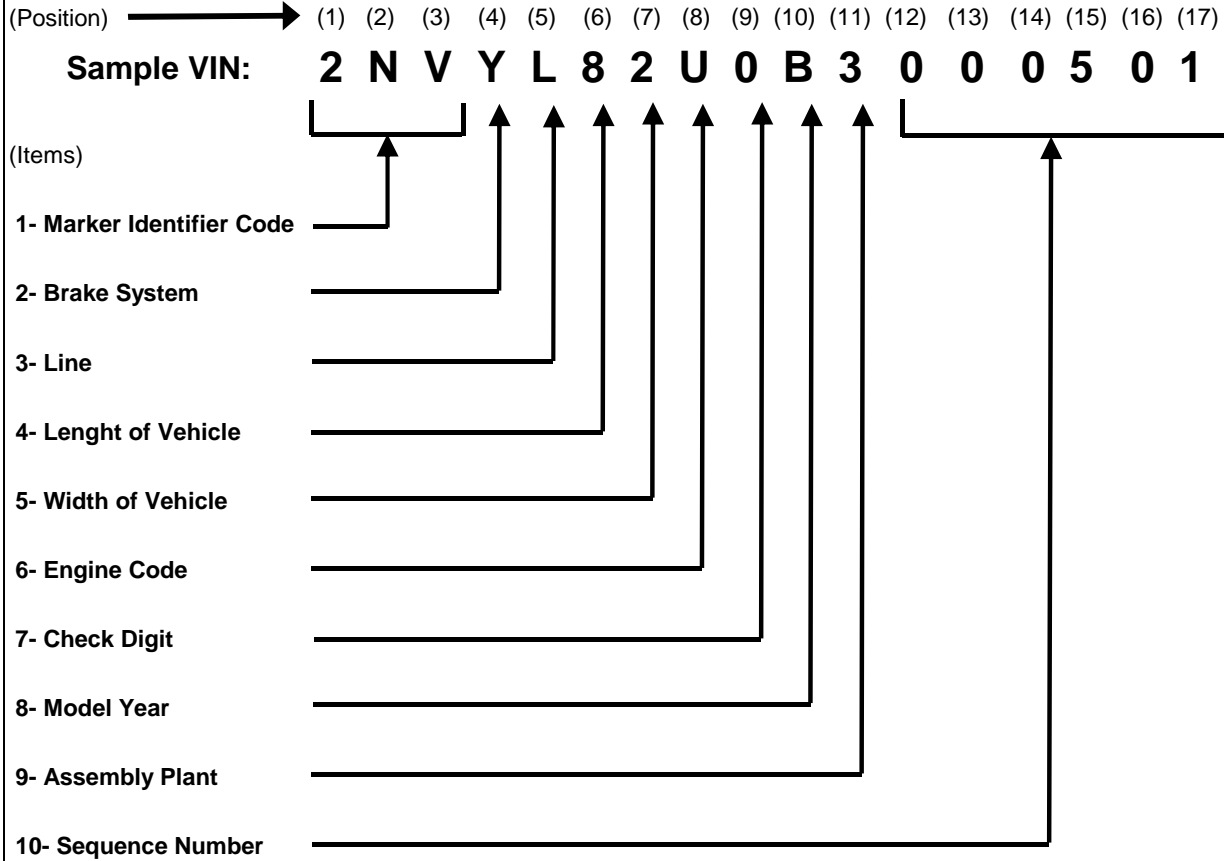 (Position) (1) (2) (3) (4) (5) (6) (7) (8) (9) (10) (11) (12) (13) (14) (15) (16) (17)
Sample VIN: 2 N V Y L 8 2 U 0 B 3 0 0 0 5 0 1
(Items)
1- Marker Identifier Code
2- Brake System
3- Line
4- Lenght of Vehicle
5- Width of Vehicle
6- Engine Code
7- Check Digit
8- Model Year
9- Assembly Plant
10- Sequence Number